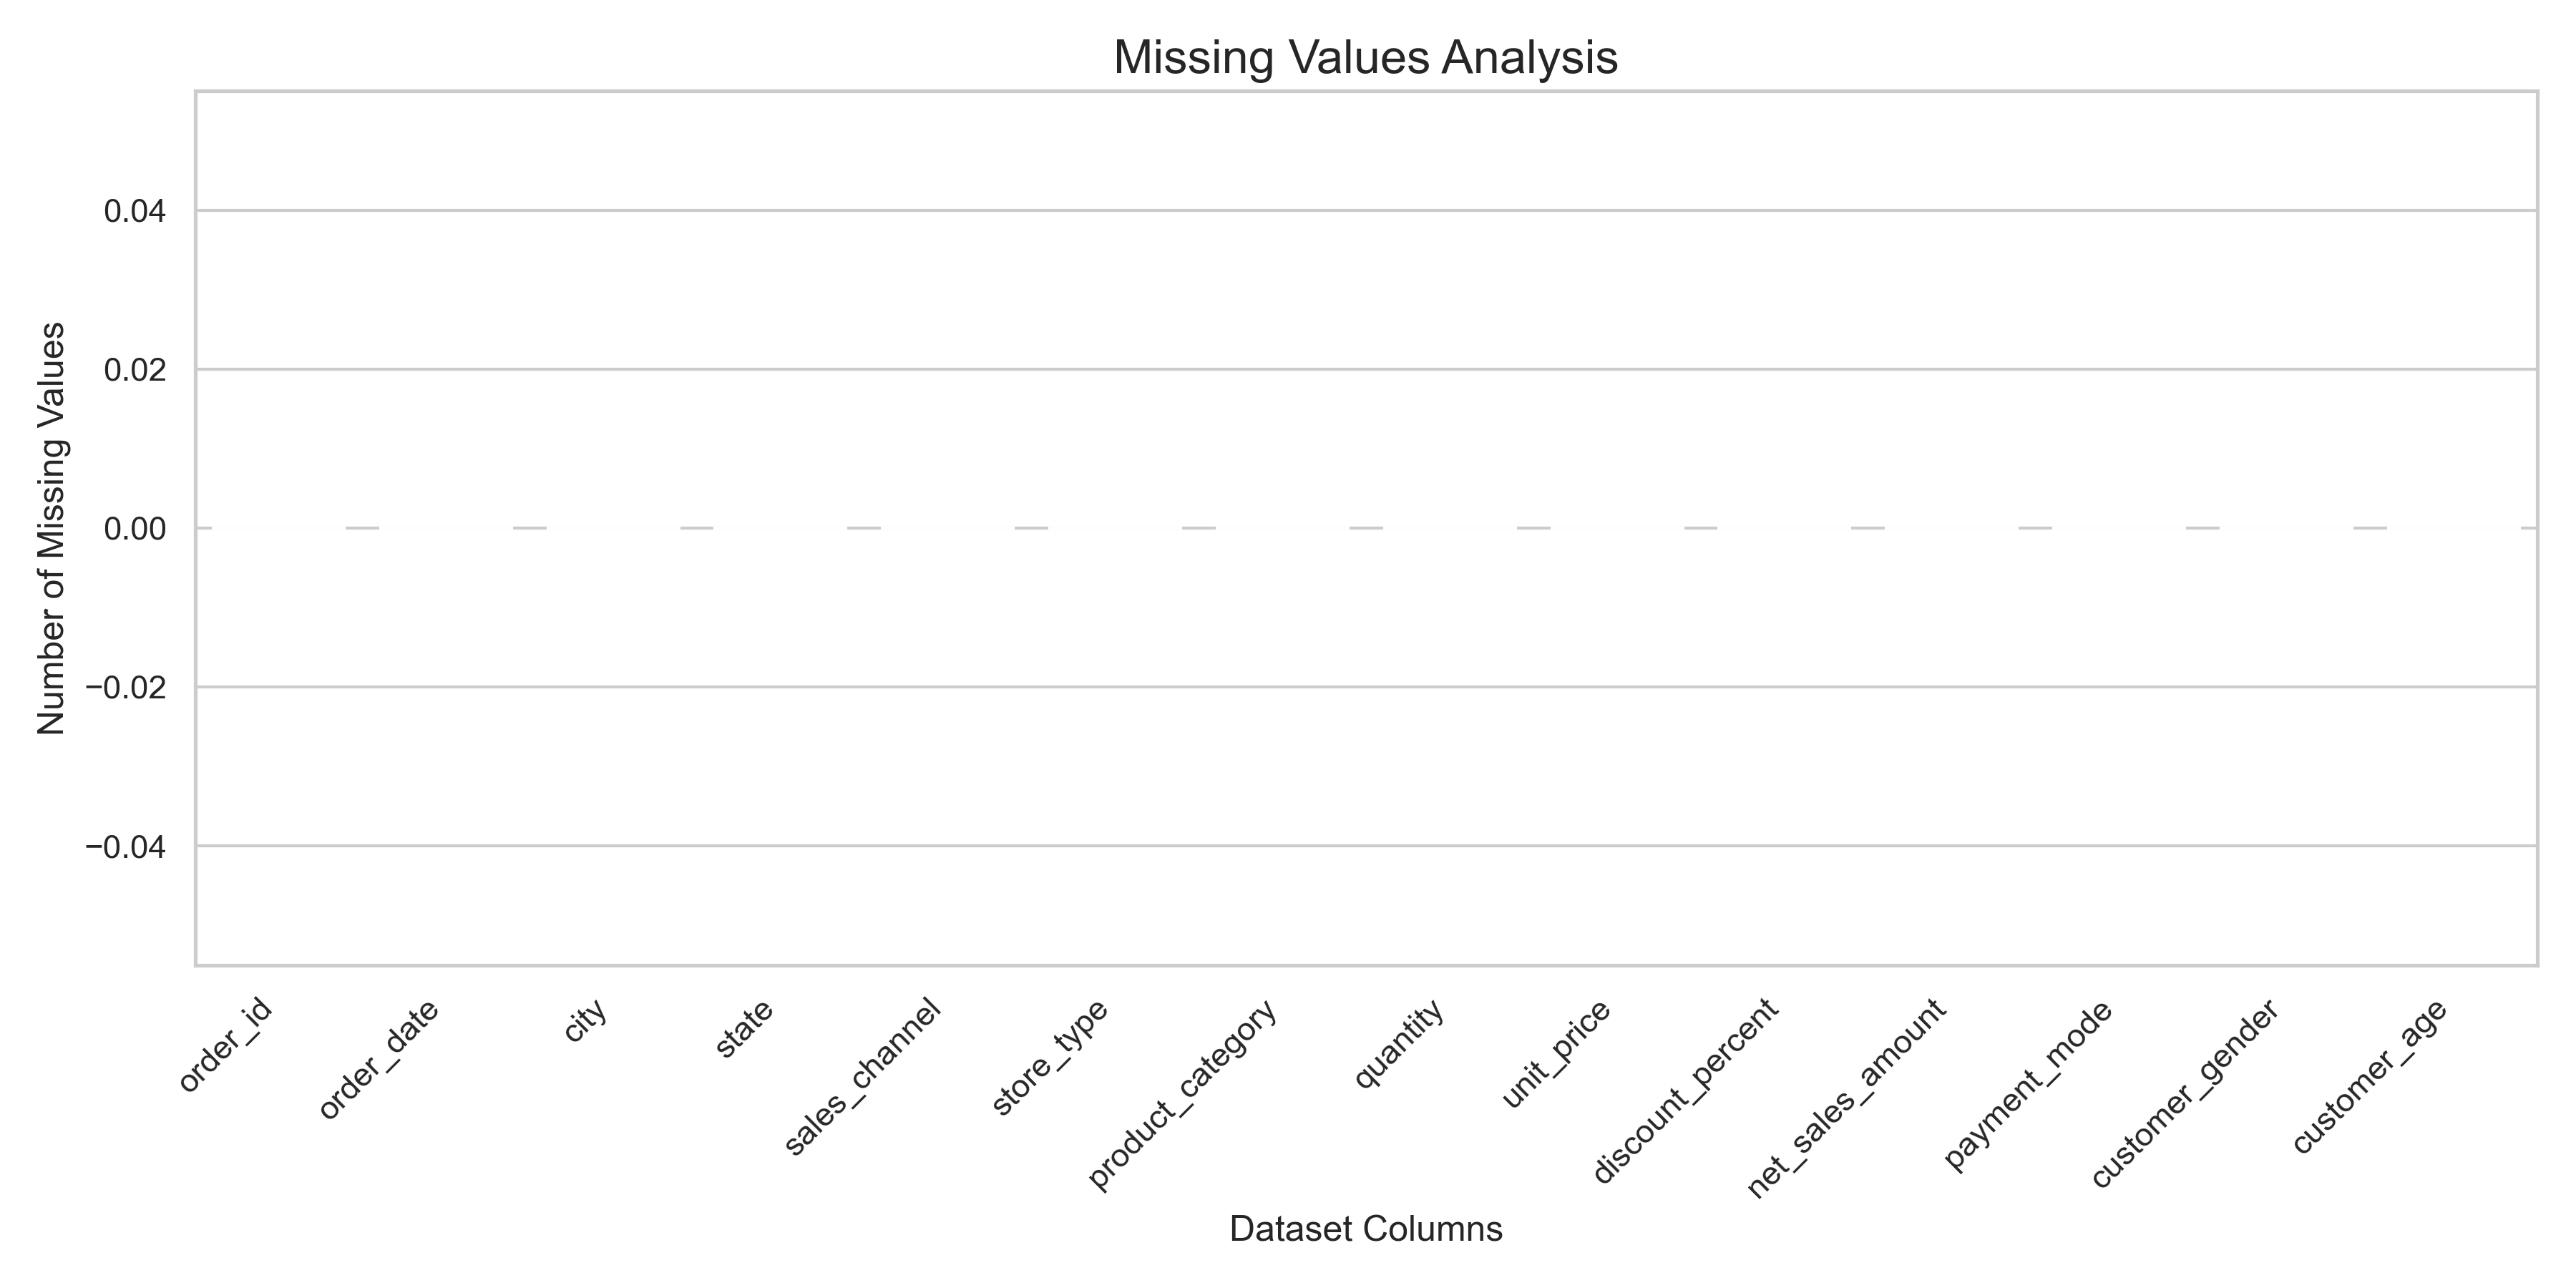 Missing Values Analysis
Number of Missing Values
0.04
0.02
0.00
−0.02
−0.04
order_id
order_date
city
state
sales_channel
store_type
product_category
quantity
unit_price
discount_percent
net_sales_amount
payment_mode
customer_gender
customer_age
Dataset Columns